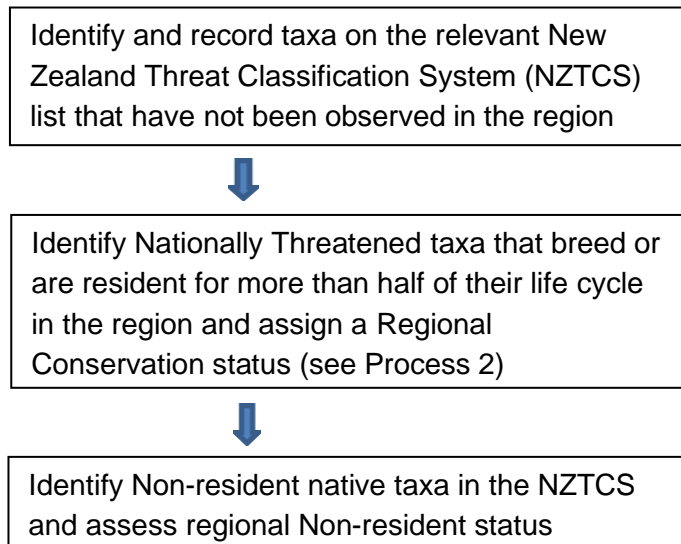 Identify and record taxa on the relevant New
Zealand Threat Classification System (NZTCS)
list that have not been observed in the region
Identify Nationally Threatened taxa that breed or
are resident for more than half of their life cycle
in the region and assign a Regional
Conservation status (see Process 2)
Identify Non-resident native taxa in the NZTCS
and assess regional Non-resident status